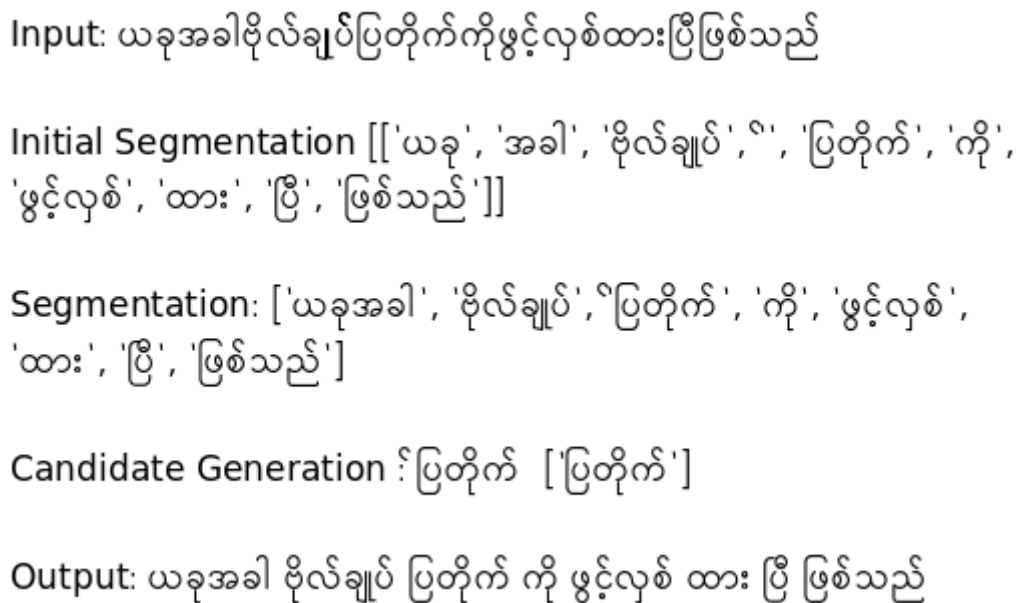 Input: ယခုအခါဗိုလ်ချုပ််ပြတိုက်ကိုဖွင့်လှစ်ထားပြီဖြစ်သည်
Initial Segmentation [['ယခု', 'အခါ', 'ဗိုလ်ချုပ်','်', 'ပြတိုက်', 'ကို',
'ဖွင့်လှစ်', 'ထား', 'ပြီ', 'ဖြစ်သည်']]
Segmentation: ['ယခုအခါ', 'ဗိုလ်ချုပ်','်ပြတိုက်', 'ကို', 'ဖွင့်လှစ်',
'ထား', 'ပြီ', 'ဖြစ်သည်']
Candidate Generation ်ပြတိုက် ['ပြတိုက်']
Output: ယခုအခါ ဗိုလ်ချုပ် ပြတိုက် ကို ဖွင့်လှစ် ထား ပြီ ဖြစ်သည်